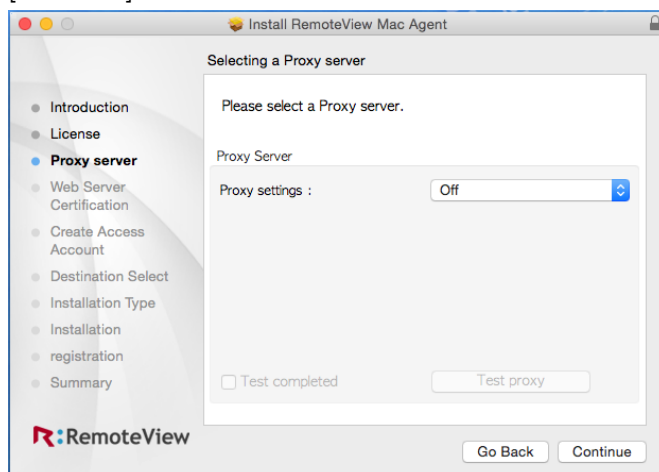 Install RemoteView Mac Agent
Selecting a Proxy server
Introduction
License
Proxy server
Web Server
Certification
Create Access
Account
Destination Select
Installation Type
Installation
registration
Summary
Please select a Proxy server.
Proxy Server
Proxy settings :
Off
Test completed
Test proxy
R:RemoteView
Go Back
Continue